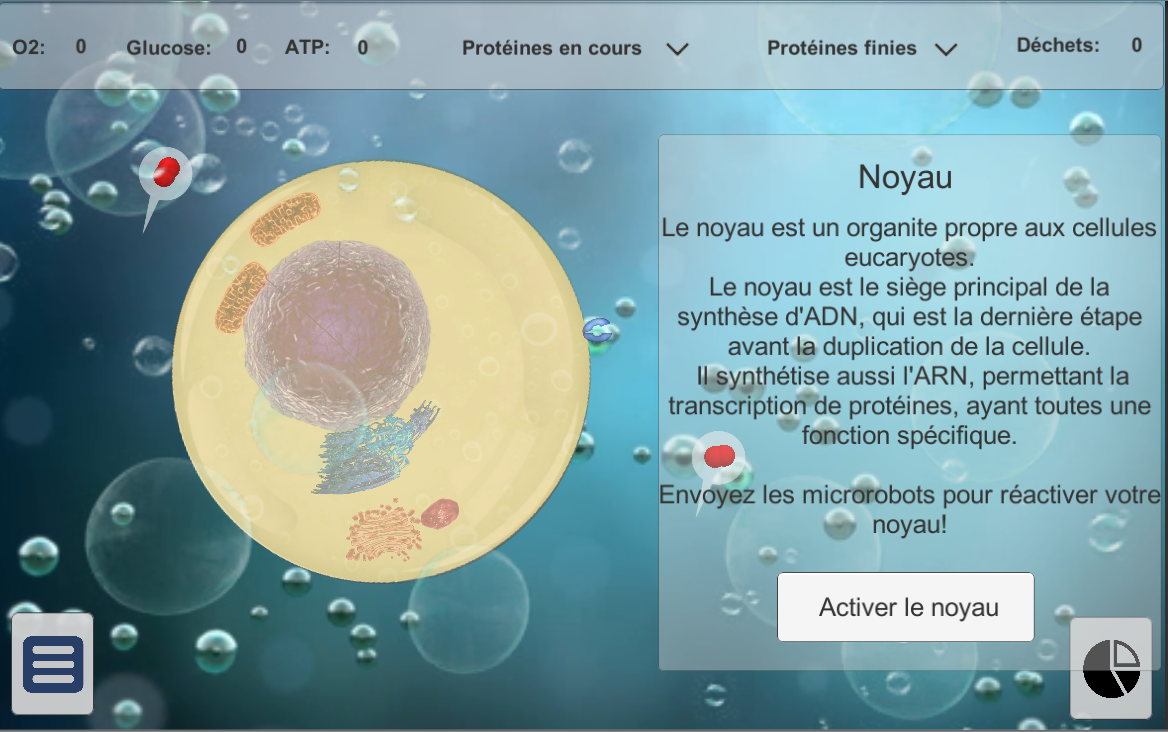 O2: 0 Glucose: 0 ATP: 0 Protéines en cours Protéines finies Déchets: 0
Noyau
Le noyau est un organite propre aux cellules
eucaryotes.
Le noyau est le siège principal de la
synthèse d'ADN, qui est la dernière étape
avant la duplication de la cellule.
Il synthétise aussi l'ARN, permettant la
transcription de protéines, ayant toutes une
fonction spécifique.
Envoyez les microrobots pour réactiver votre
noyau!
Activer le noyau